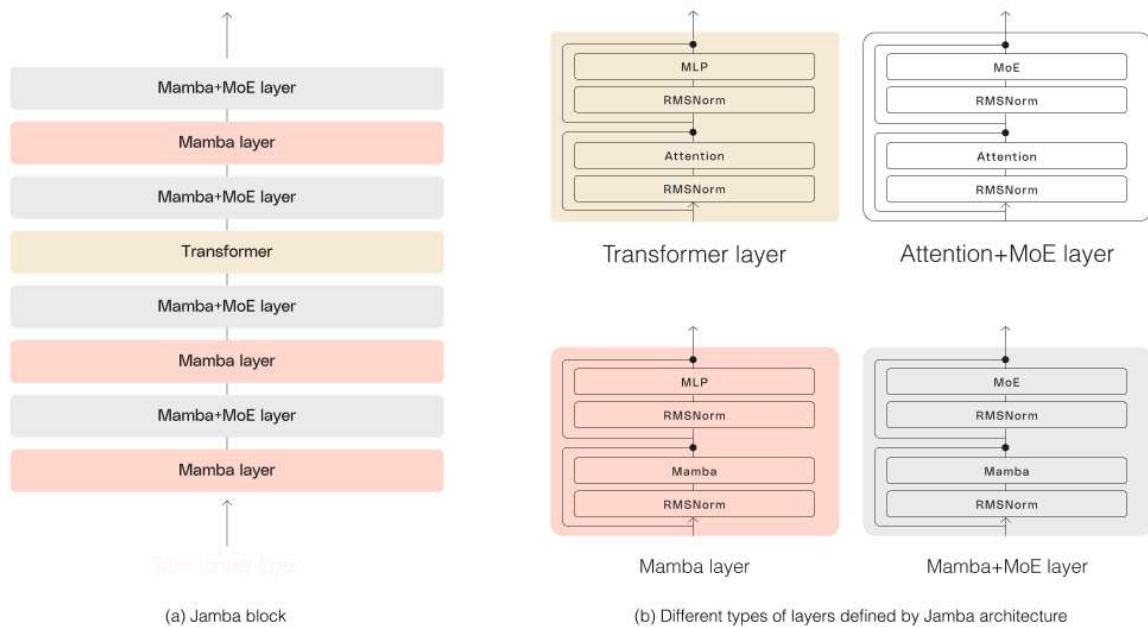 Mamba+MoE layer
Mamba layer
Mamba+MoE layer
Transformer
Mamba+MoE layer
Mamba layer
Mamba+MoE layer
Mamba layer
Transformer layer
(a) Jamba block
MLP
RMSNorm
Attention
RMSNorm
Transformer layer
MoE
RMSNorm
Attention
RMSNorm
Attention+MoE layer
MLP
RMSNorm
Mamba
RMSNorm
Mamba layer
MoE
RMSNorm
Mamba
RMSNorm
Mamba+MoE layer
(b) Different types of layers defined by Jamba architecture